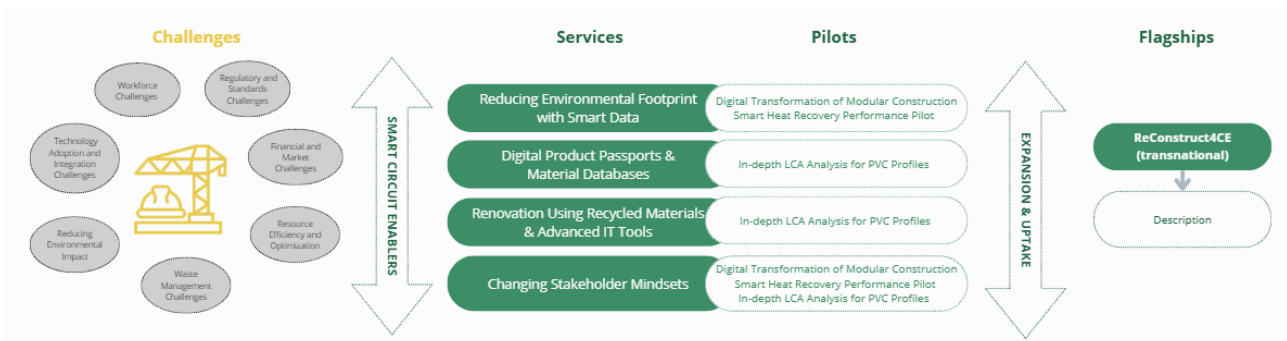 Challenges
Workforce
Challenges
Regulatory and
Standards
Challenges
Technology
Adoption and
Integration
Challenges
Financial and
Market
Challenges
Reducing
Environmental
Impact
Resource
Efficiency and
Optimization
Waste
Management
Challenges
SMART CIRCUIT ENABLERS
Services
Pilots
Reducing Environmental Footprint
with Smart Data
Digital Transformation of Modular Construction
Smart Heat Recovery Performance Pilot
Digital Product Passports &
Material Databases
In-depth LCA Analysis for PVC Profiles
Renovation Using Recycled Materials
& Advanced IT Tools
In-depth LCA Analysis for PVC Profiles
Changing Stakeholder Mindsets
Digital Transformation of Modular Construction
Smart Heat Recovery Performance Pilot
In-depth LCA Analysis for PVC Profiles
EXPANSION & UPTAKE
Flagships
ReConstruct4CE
(transnational)
Description